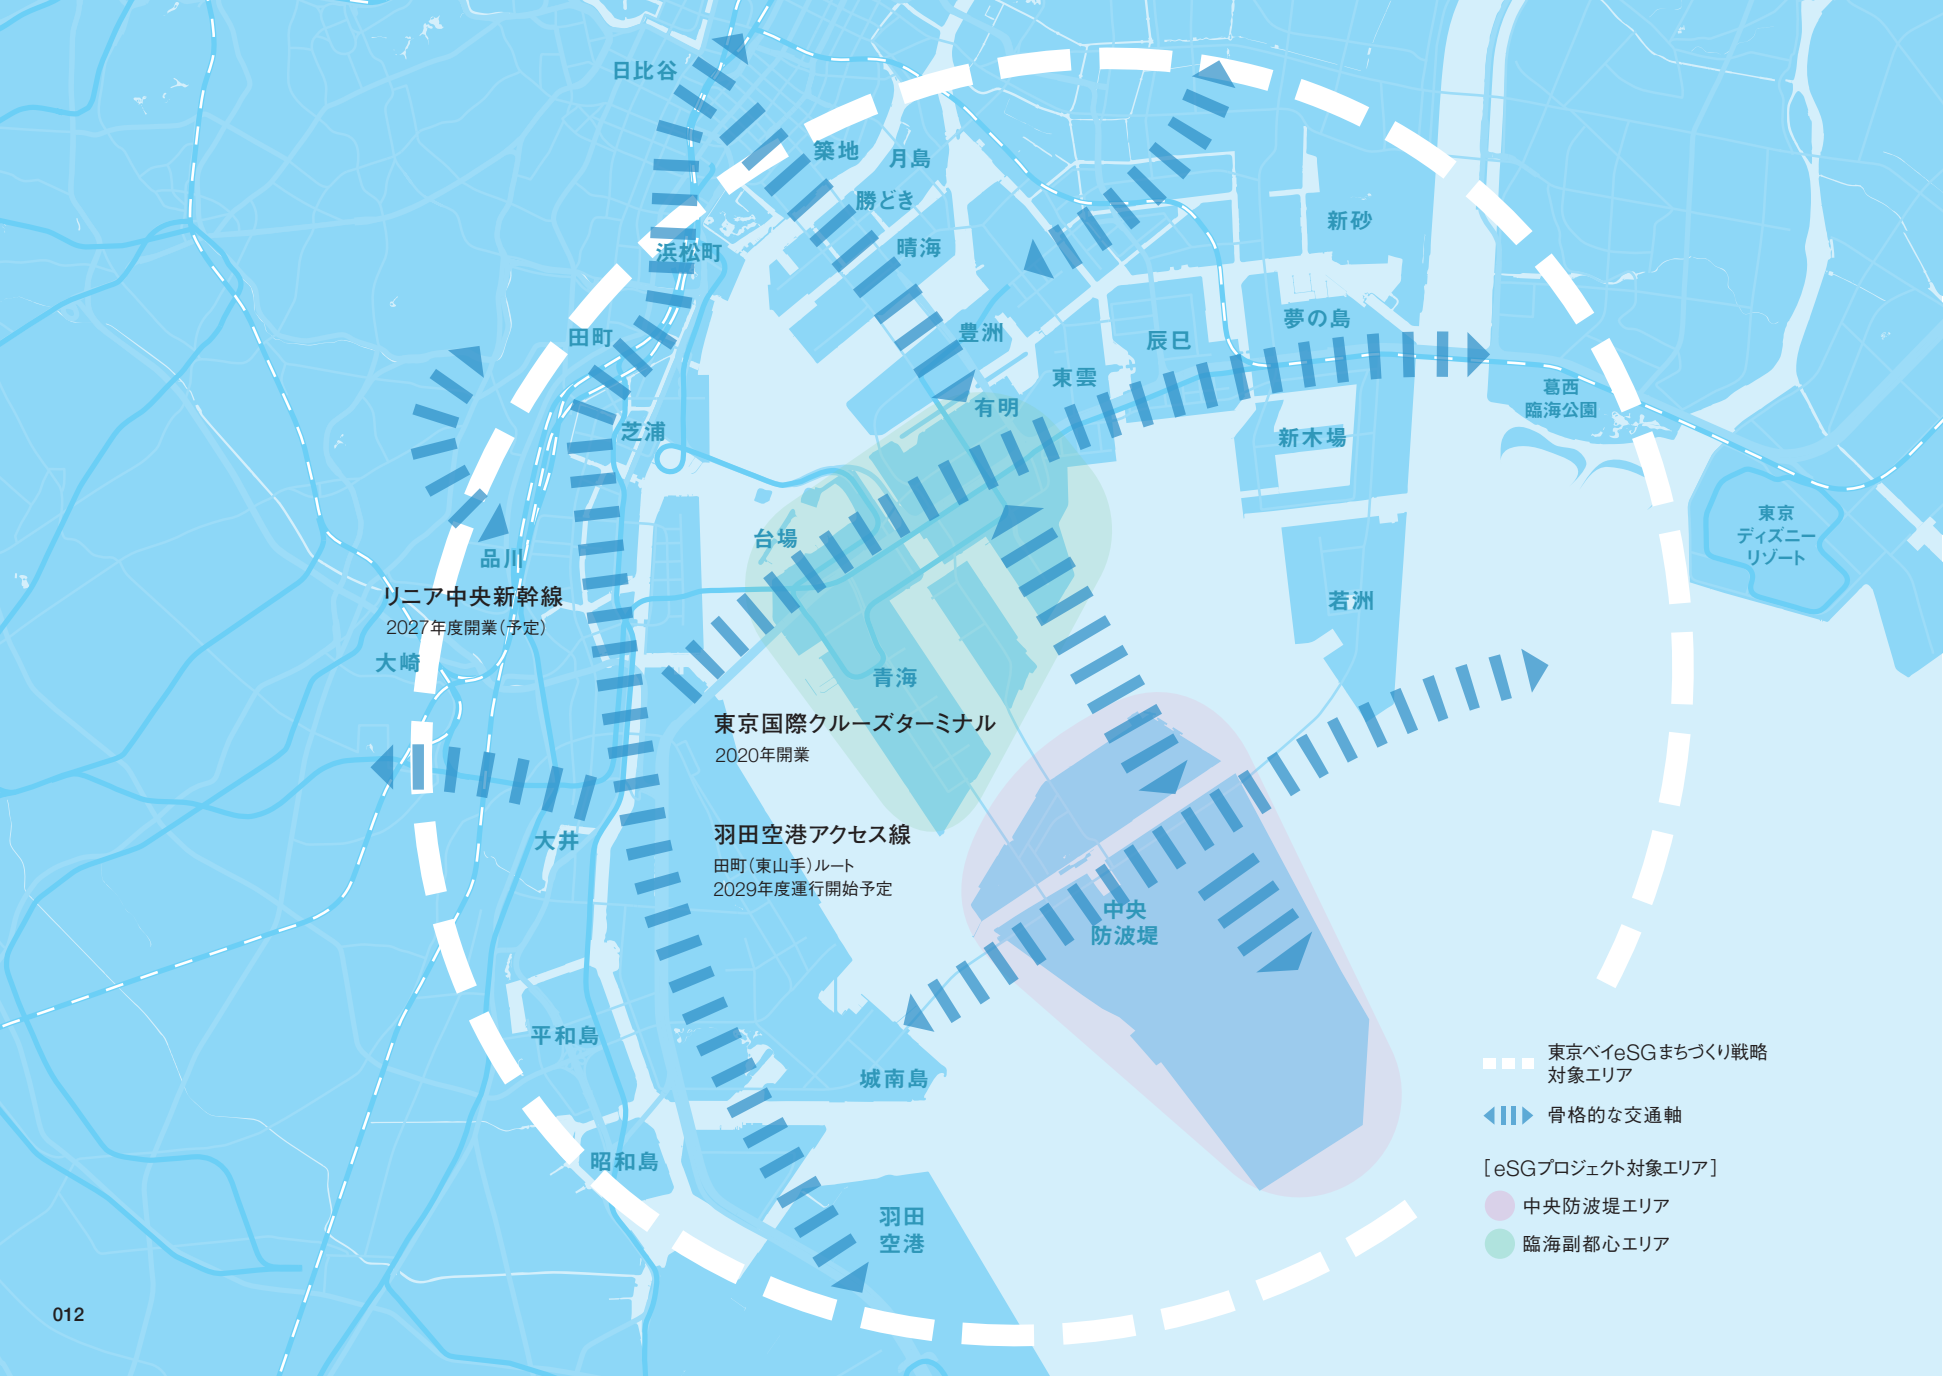 日比谷
築地
月島
勝どき
晴海
浜松町
新砂
田町
豊洲
辰巳
夢の島
東雲
有明
葛西
臨海公園
芝浦
新木場
台場
東京
ディズニー
リゾート
品川
リニア中央新幹線
2027年度開業(予定)
大崎
若洲
青海
東京国際クルーズターミナル
2020年開業
羽田空港アクセス線
田町(東山手)ルート
2029年度運行開始予定
大井
中央
防波堤
平和島
城南島
昭和島
羽田
空港
東京ベイeSGまちづくり戦略
対象エリア
骨格的な交通軸
[eSGプロジェクト対象エリア]
中央防波堤エリア
臨海副都心エリア
012